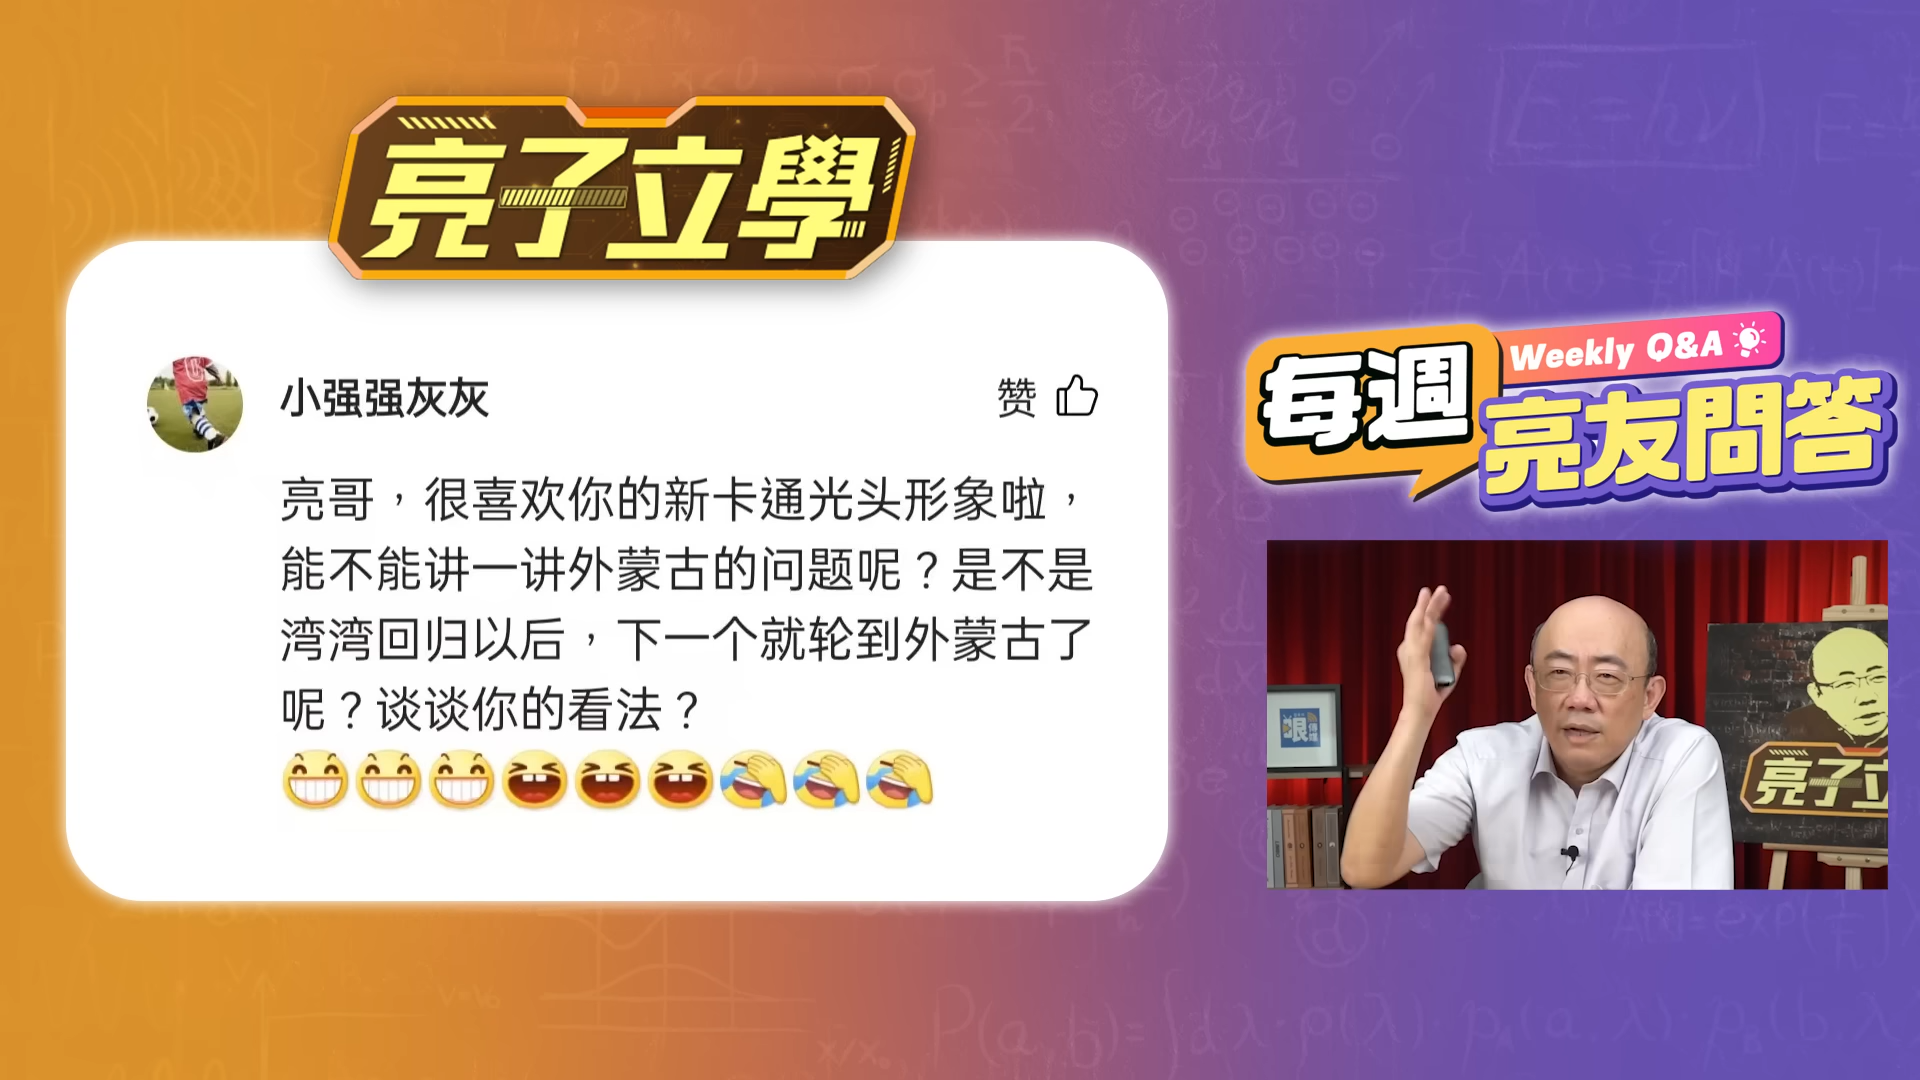 亮了立學
小强强灰灰
赞
亮哥，很喜欢你的新卡通光头形象啦，
能不能讲一讲外蒙古的问题呢？是不是
湾湾回归以后，下一个就轮到外蒙古了
呢？谈谈你的看法？
每週
Weekly Q&A
亮友問答
眼
亮了立